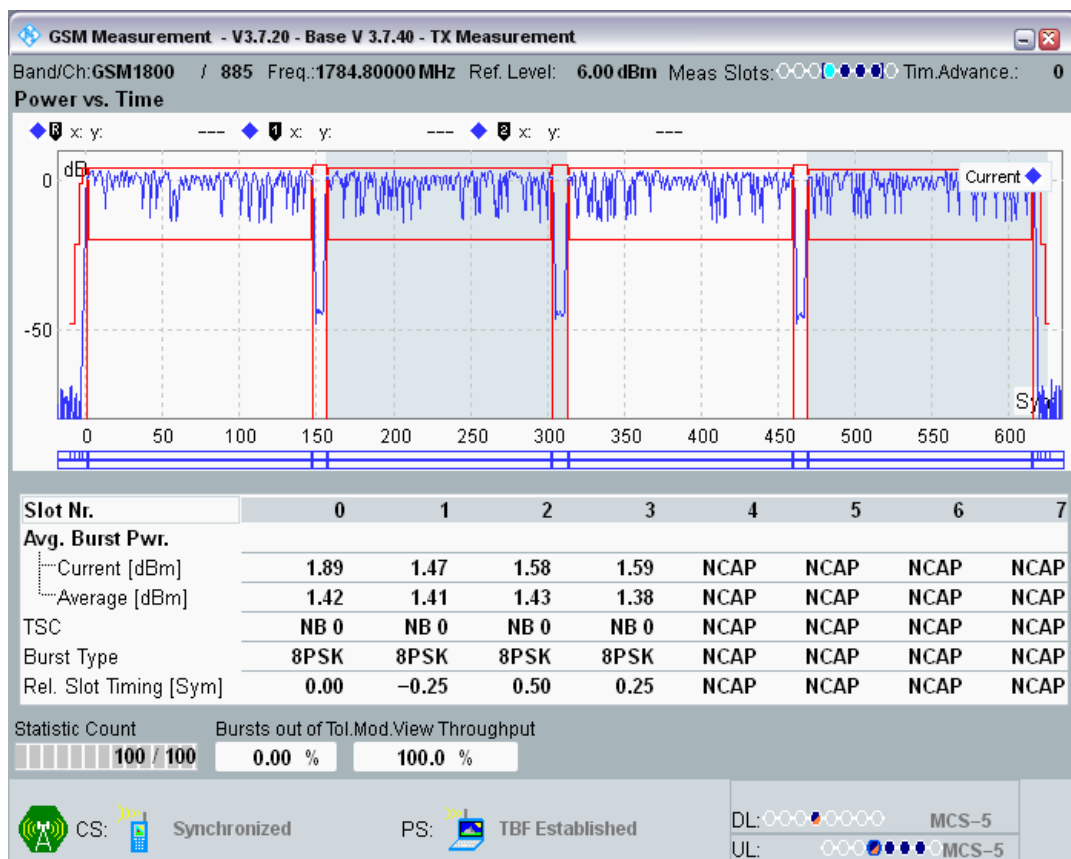 GSM Measurement - V3.7.20 - Base V 3.7.40 - TX Measurement
Band/Ch:GSM1800 / 885 Freq.:1784.80000 MHz Ref. Level: 6.00 dBm Meas Slots: Tim.Advance.: 0
Power vs. Time
R x: y: --- 1 x: y: --- 2 x: y: ---
dB
0
Current
-50
Sym
0 50 100 150 200 250 300 350 400 450 500 550 600
Slot Nr. 0 1 2 3 4 5 6 7
Avg. Burst Pwr.
Current [dBm] 1.89 1.47 1.58 1.59 NCAP NCAP NCAP NCAP
Average [dBm] 1.42 1.41 1.43 1.38 NCAP NCAP NCAP NCAP
TSC NB 0 NB 0 NB 0 NB 0 NCAP NCAP NCAP NCAP
Burst Type 8PSK 8PSK 8PSK 8PSK NCAP NCAP NCAP NCAP
Rel. Slot Timing [Sym] 0.00 −0.25 0.50 0.25 NCAP NCAP NCAP NCAP
Statistic Count Bursts out of Tol.Mod.View Throughput
100 / 100 0.00 % 100.0 %
CS: Synchronized PS: TBF Established DL: MCS−5
UL: MCS−5